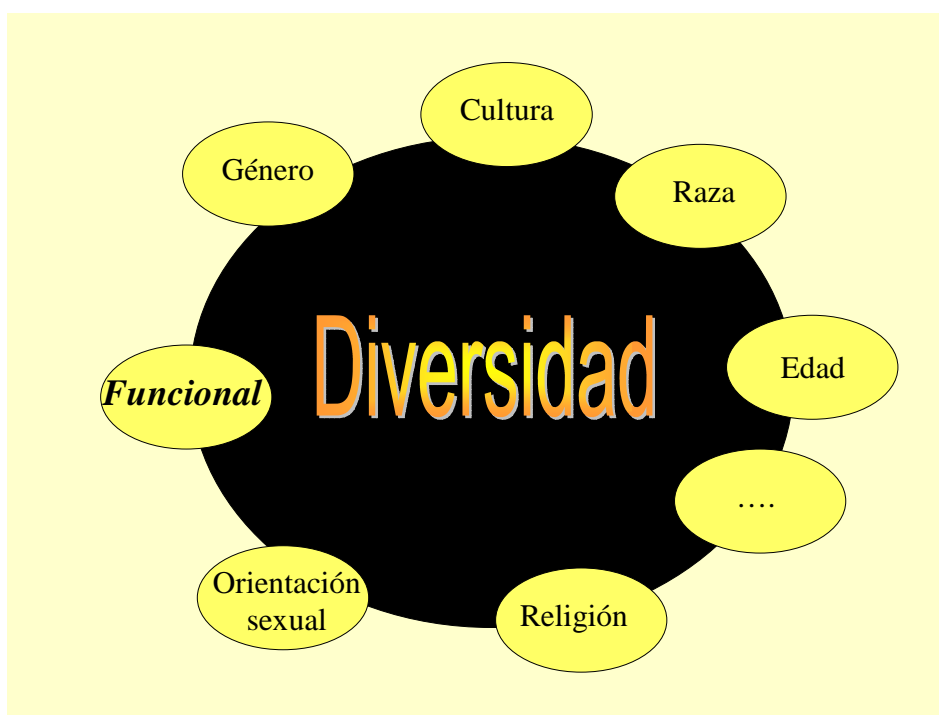 Cultura
Género
Raza
Diversidad
Edad
Funcional
….
Orientación
sexual
Religión